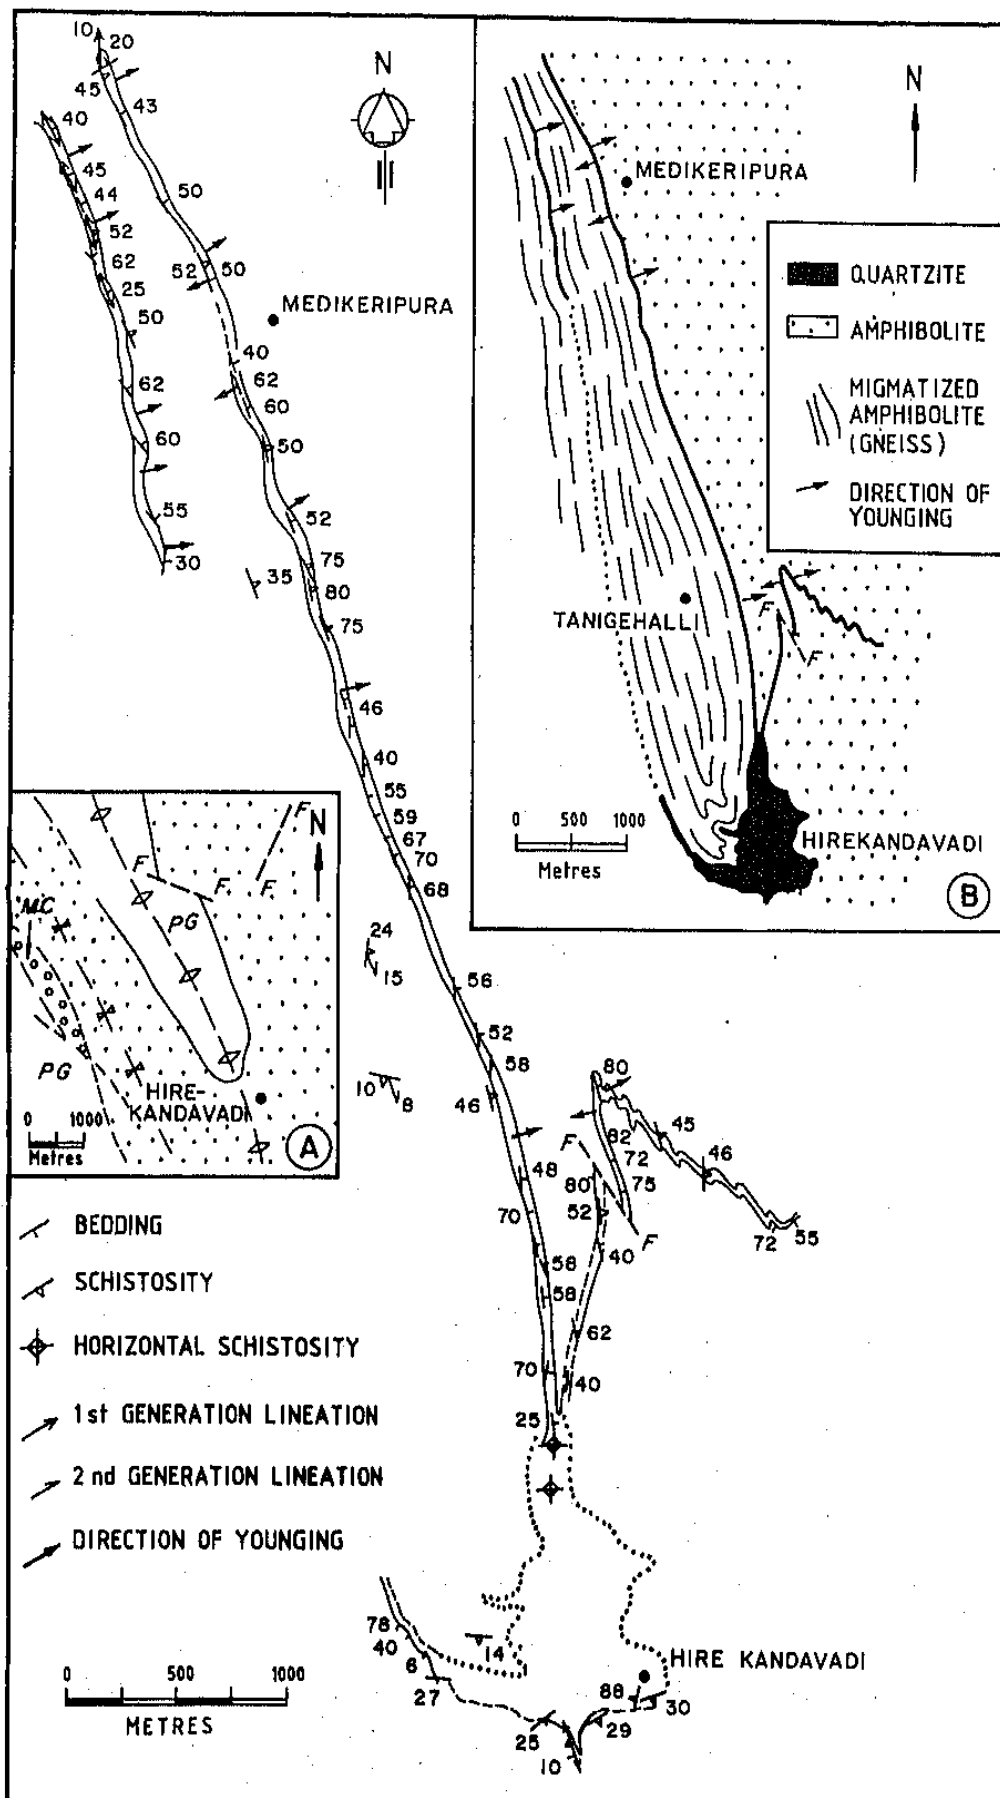 10
20
45
43
40
45
44
52
62
25
50
62
60
55
30
50
52
50
N
MEDIKERIPURA
40
62
60
50
52
75
80
75
35
46
40
55
59
67
70
68
24
15
56
52
58
46
10
8
48
70
58
58
70
25
80
82
72
75
F
80
52
40
F
62
40
45
46
72
55
N
MEDIKERIPURA
QUARTZITE
AMPHIBOLITE
MIGMATIZED
AMPHIBOLITE
(GNEISS)
DIRECTION OF
YOUNGING
TANIGEHALLI
F
F
0 500 1000
Metres
HIREKANDAVADI
B
F
N
F
F
F
MC
PG
PG
HIRE-
KANDAVADI
0 1000
Metres
A
BEDDING
SCHISTOSITY
HORIZONTAL SCHISTOSITY
1st GENERATION LINEATION
2nd GENERATION LINEATION
DIRECTION OF YOUNGING
78
40
6
27
14
HIRE KANDAVADI
88
30
29
25
10
0 500 1000
METRES